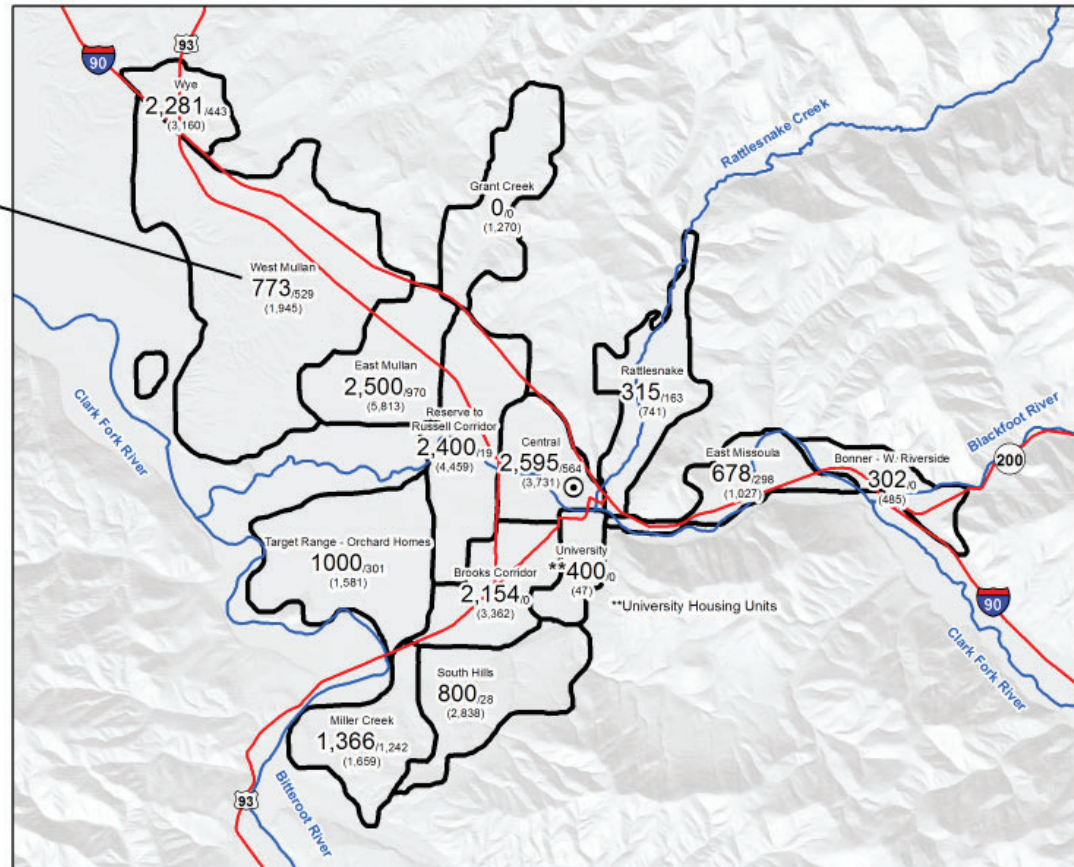 93
90
Wye
2,281/443
(3,160)
Rattlesnake Creek
Grant Creek
0/0
(1,270)
West Mullan
773/529
(1,945)
East Mullan
2,500/970
(5,813)
Rattlesnake
315/163
(741)
Clark Fork River
Reserve to
Russell Corridor
2,400/19
(4,459)
Central
2,595/564
(3,731)
East Missoula
678/298
(1,027)
Bonner - W. Riverside
302/0
(485)
Blackfoot River
200
Target Range - Orchard Homes
1000/301
(1,581)
Brooks Corridor
2,154/0
(3,362)
University
**400/0
(47)
**University Housing Units
90
Clark Fork River
South Hills
800/28
(2,838)
Miller Creek
1,366/1,242
(1,659)
93
Bitteroot River